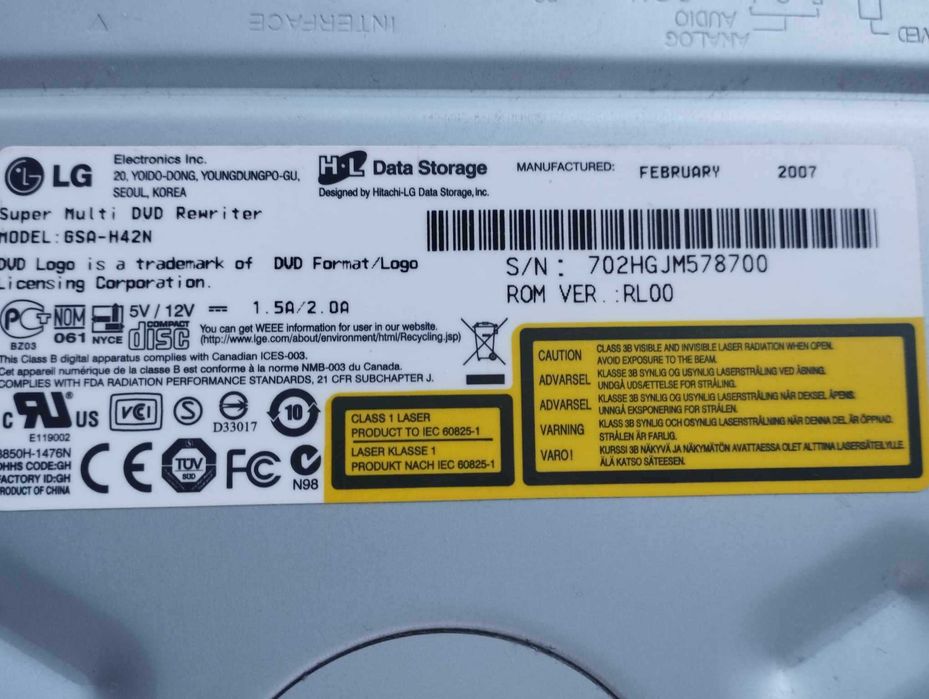 INTERFACE
ANALOG
AUDIO
LG
Electronics Inc.
20, YOIDO-DONG, YOUNGDUNGPO-GU,
SEOUL, KOREA
H·L Data Storage
Designed by Hitachi-LG Data Storage, Inc.
MANUFACTURED: FEBRUARY 2007
Super Multi DVD Rewriter
MODEL:GSA-H42N
DVD Logo is a trademark of DVD Format/Logo
Licensing Corporation.
S/N: 702HGJM578700
ROM VER.:RL00
5V / 12V 1.5A/2.0A
BZ03
NOM
061
NYCE
COMPACT
disc
You can get WEEE information for user in our website.
(http://www.lge.com/about/environment/html/Recycling.jsp)
This Class B digital apparatus complies with Canadian ICES-003.
Cet appareil numérique de la classe B est conforme à la norme NMB-003 du Canada.
COMPLIES WITH FDA RADIATION PERFORMANCE STANDARDS, 21 CFR SUBCHAPTER J.
c RU US
E119002
VCI
S
D33017
10
3850H-1476N
DHHS CODE:GH
FACTORY ID:GH
PRODUCT OF CHINA
CE
TÜV
SÜD
FC
N98
CLASS 1 LASER
PRODUCT TO IEC 60825-1
LASER KLASSE 1
PRODUKT NACH IEC 60825-1
CAUTION CLASS 3B VISIBLE AND INVISIBLE LASER RADIATION WHEN OPEN.
AVOID EXPOSURE TO THE BEAM.
ADVARSEL KLASSE 3B SYNLIG OG USYNLIG LASERSTRÅLING VED ÅBNING.
UNDGÅ UDSÆTTELSE FOR STRÅLING.
ADVARSEL KLASSE 3B SYNLIG OG USYNLIG LASERSTRÅLING NÅR DEKSEL ÅPENS.
UNNGÅ EKSPONERING FOR STRÅLEN.
VARNING KLASS 3B SYNLIG OCH OSYNLIG LASERSTRÅLNING NÄR DENNA DEL ÄR ÖPPNAD.
STRÅLEN ÄR FARLIG.
VARO! KURSSI 3B NÄKYVÄ JA NÄKYMÄTÖN AVATTAESSA OLET ALTTIINA LASERSÄTEILYLLE.
ÄLÄ KATSO SÄTEESEEN.